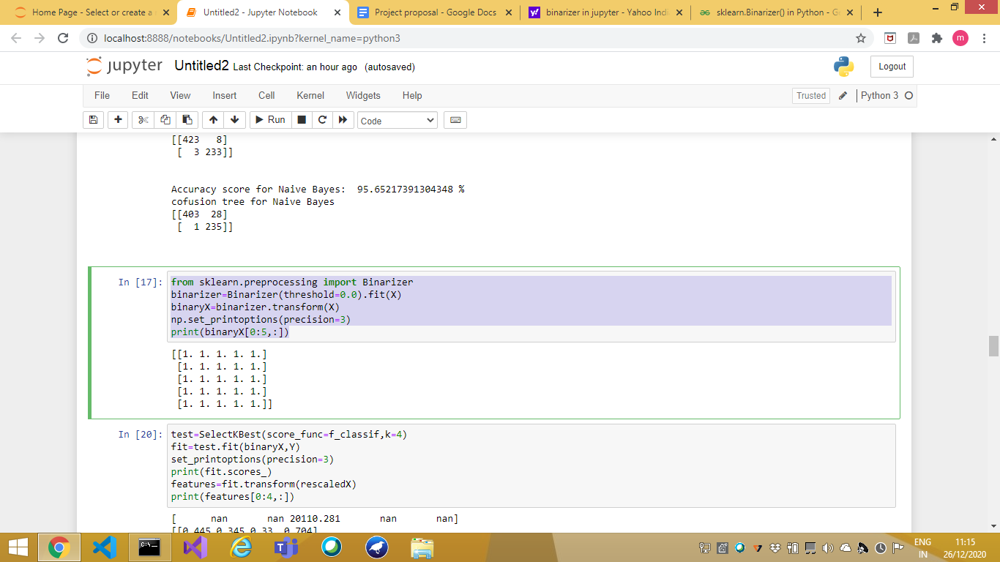 Home Page - Select or create a
Untitled2 - Jupyter Notebook
Project proposal - Google Docs
binarizer in jupyter - Yahoo Indi
sklearn.Binarizer() in Python - G
localhost:8888/notebooks/Untitled2.ipynb?kernel_name=python3
m
jupyter Untitled2 Last Checkpoint: an hour ago (autosaved)
Logout
File Edit View Insert Cell Kernel Widgets Help
Trusted
Python 3
Run
Code
[[423   8]
 [  3 233]]
Accuracy score for Naive Bayes:  95.65217391304348 %
cofusion tree for Naive Bayes
[[403  28]
 [  1 235]]
In [17]:
from sklearn.preprocessing import Binarizer
binarizer=Binarizer(threshold=0.0).fit(X)
binaryX=binarizer.transform(X)
np.set_printoptions(precision=3)
print(binaryX[0:5,:])
[[1. 1. 1. 1. 1.]
 [1. 1. 1. 1. 1.]
 [1. 1. 1. 1. 1.]
 [1. 1. 1. 1. 1.]
 [1. 1. 1. 1. 1.]]
In [20]:
test=SelectKBest(score_func=f_classif,k=4)
fit=test.fit(binaryX,Y)
set_printoptions(precision=3)
print(fit.scores_)
features=fit.transform(rescaledX)
print(features[0:4,:])
[      nan       nan 20110.281       nan       nan]
[[0.445 0.345 0.33  0.704]
ENG
IN
11:15
26/12/2020